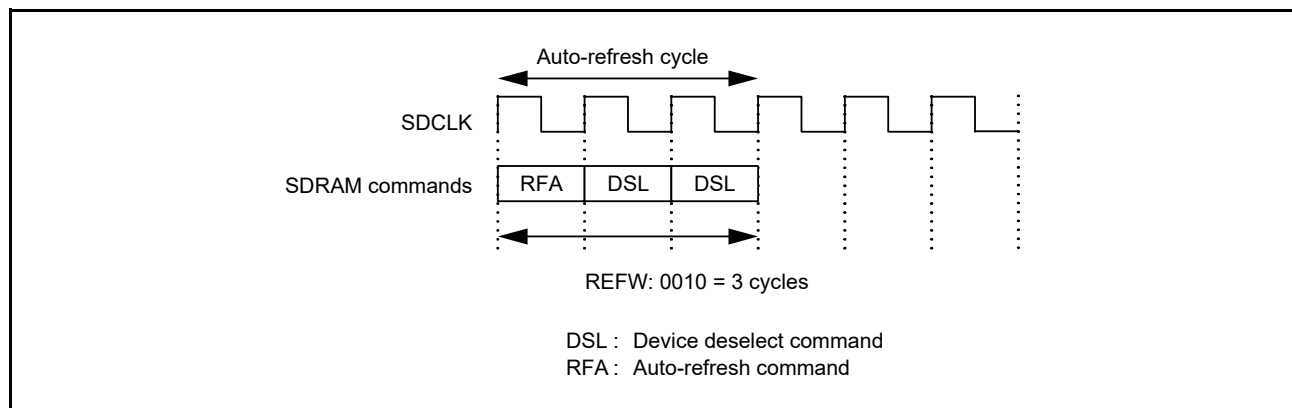 Auto-refresh cycle
SDCLK
SDRAM commands RFA DSL DSL
REFW: 0010 = 3 cycles
DSL : Device deselect command
RFA : Auto-refresh command